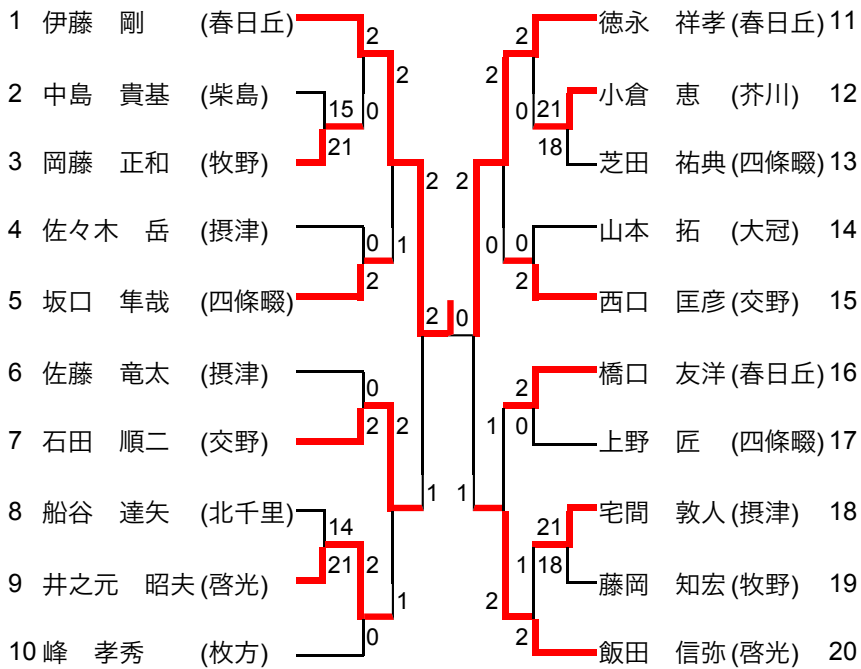 1 伊藤 剛 (春日丘) 2 2 徳永 祥孝 (春日丘) 11
2 2
2 中島 貴基 (柴島) 15 0 0 21 小倉 恵 (芥川) 12
3 岡藤 正和 (牧野) 21 18 芝田 祐典 (四條畷) 13
2 2
4 佐々木 岳 (摂津) 0 1 0 0 山本 拓 (大冠) 14
5 坂口 隼哉 (四條畷) 2 2 西口 匡彦 (交野) 15
2 0
6 佐藤 竜太 (摂津) 0 2 橋口 友洋 (春日丘) 16
7 石田 順二 (交野) 2 2 1 0 上野 匠 (四條畷) 17
1 1
8 船谷 達矢 (北千里) 14 21 宅間 敦人 (摂津) 18
9 井之元 昭夫 (啓光) 21 2 1 18 藤岡 知宏 (牧野) 19
1 2
10 峰 孝秀 (枚方) 0 2 飯田 信弥 (啓光) 20